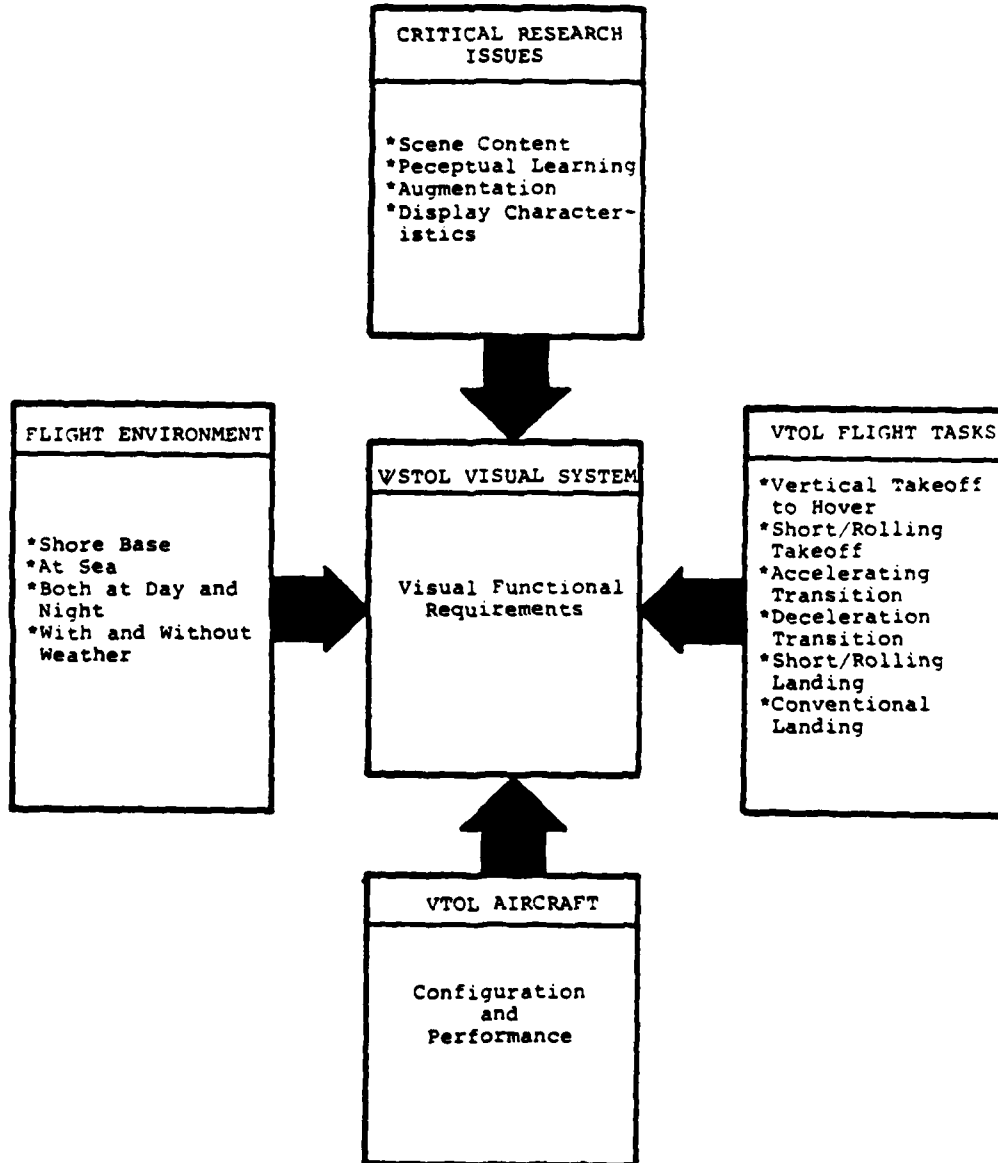 CRITICAL RESEARCH
ISSUES
*Scene Content
*Peceptual Learning
*Augmentation
*Display Character-
istics
FLIGHT ENVIRONMENT
*Shore Base
*At Sea
*Both at Day and
Night
*With and Without
Weather
V/STOL VISUAL SYSTEM
Visual Functional
Requirements
VTOL FLIGHT TASKS
*Vertical Takeoff
to Hover
*Short/Rolling
Takeoff
*Accelerating
Transition
*Deceleration
Transition
*Short/Rolling
Landing
*Conventional
Landing
VTOL AIRCRAFT
Configuration
and
Performance